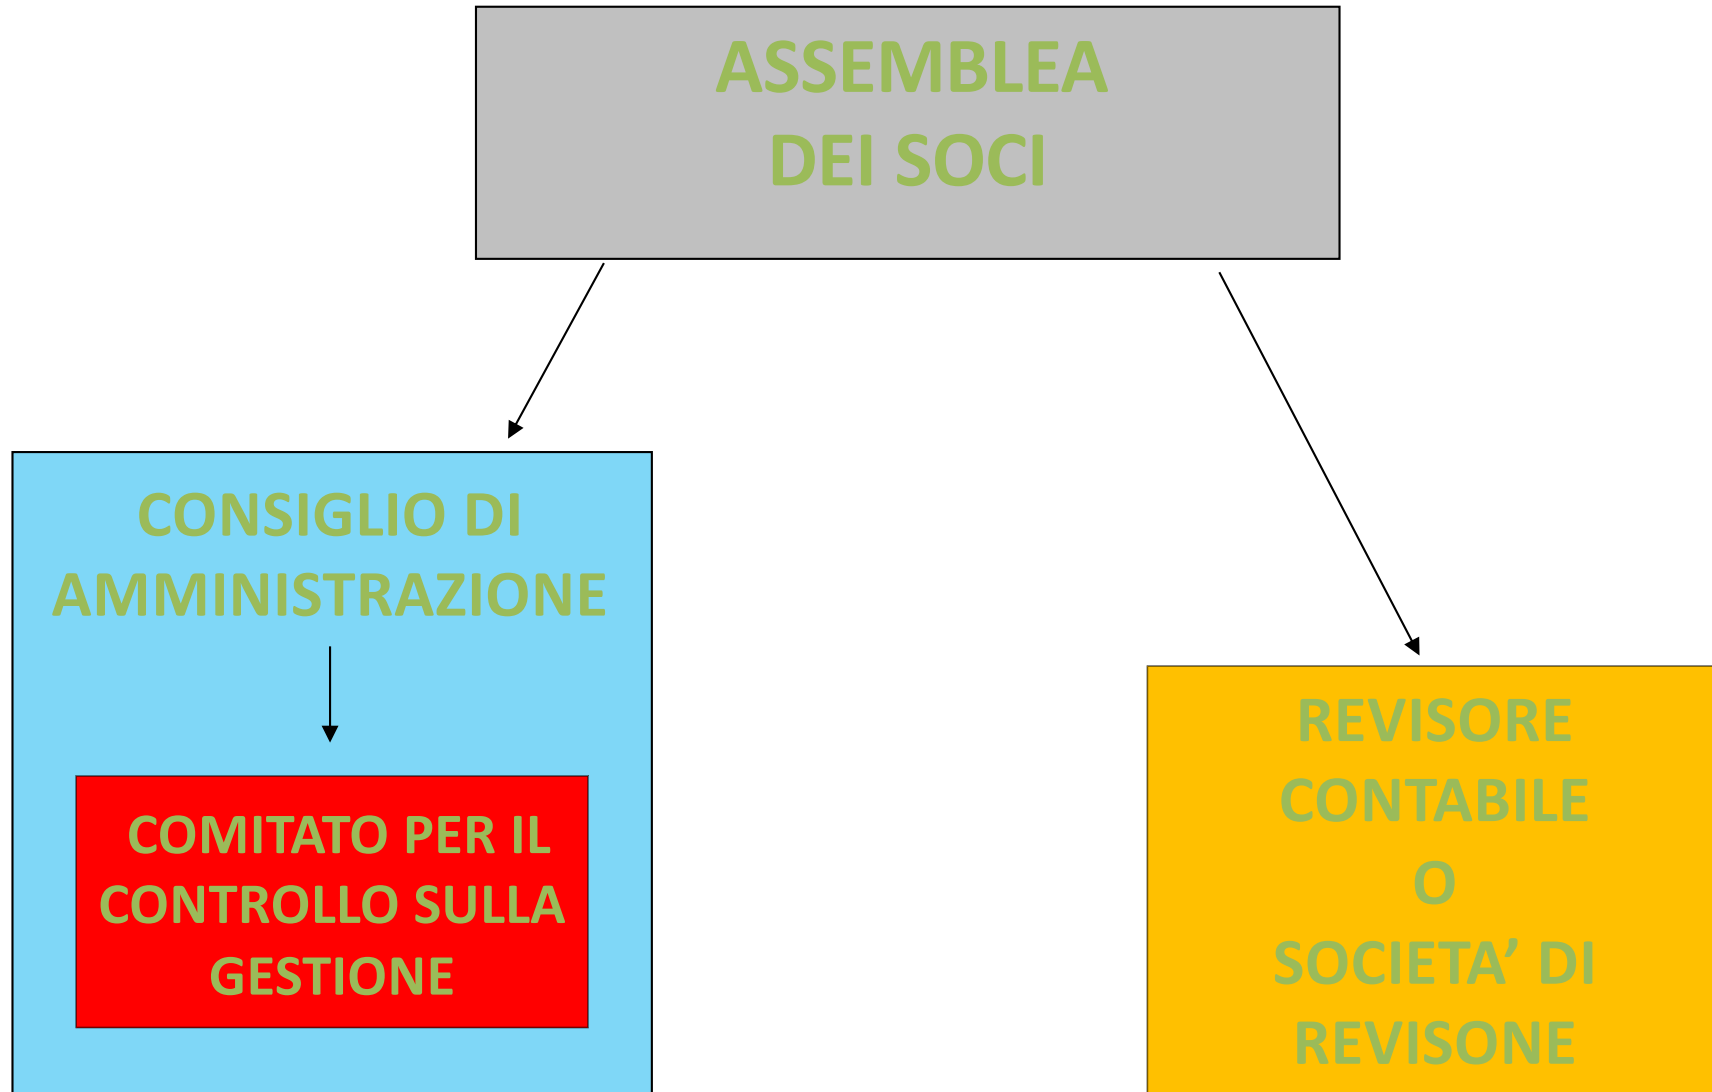 ASSEMBLEA
DEI SOCI
CONSIGLIO DI
AMMINISTRAZIONE
COMITATO PER IL
CONTROLLO SULLA
GESTIONE
REVISORE
CONTABILE
O
SOCIETA’ DI
REVISONE